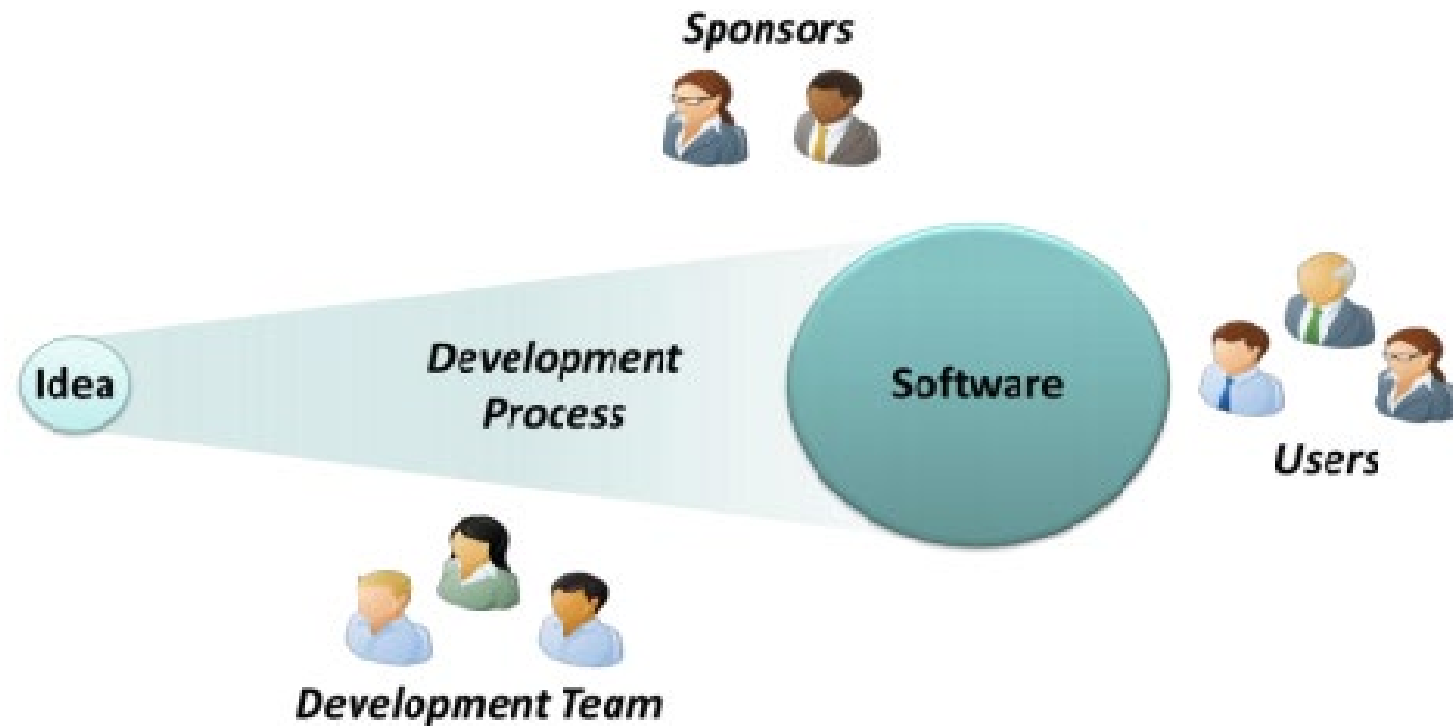 Sponsors
Idea
Development
Process
Software
Users
Development Team